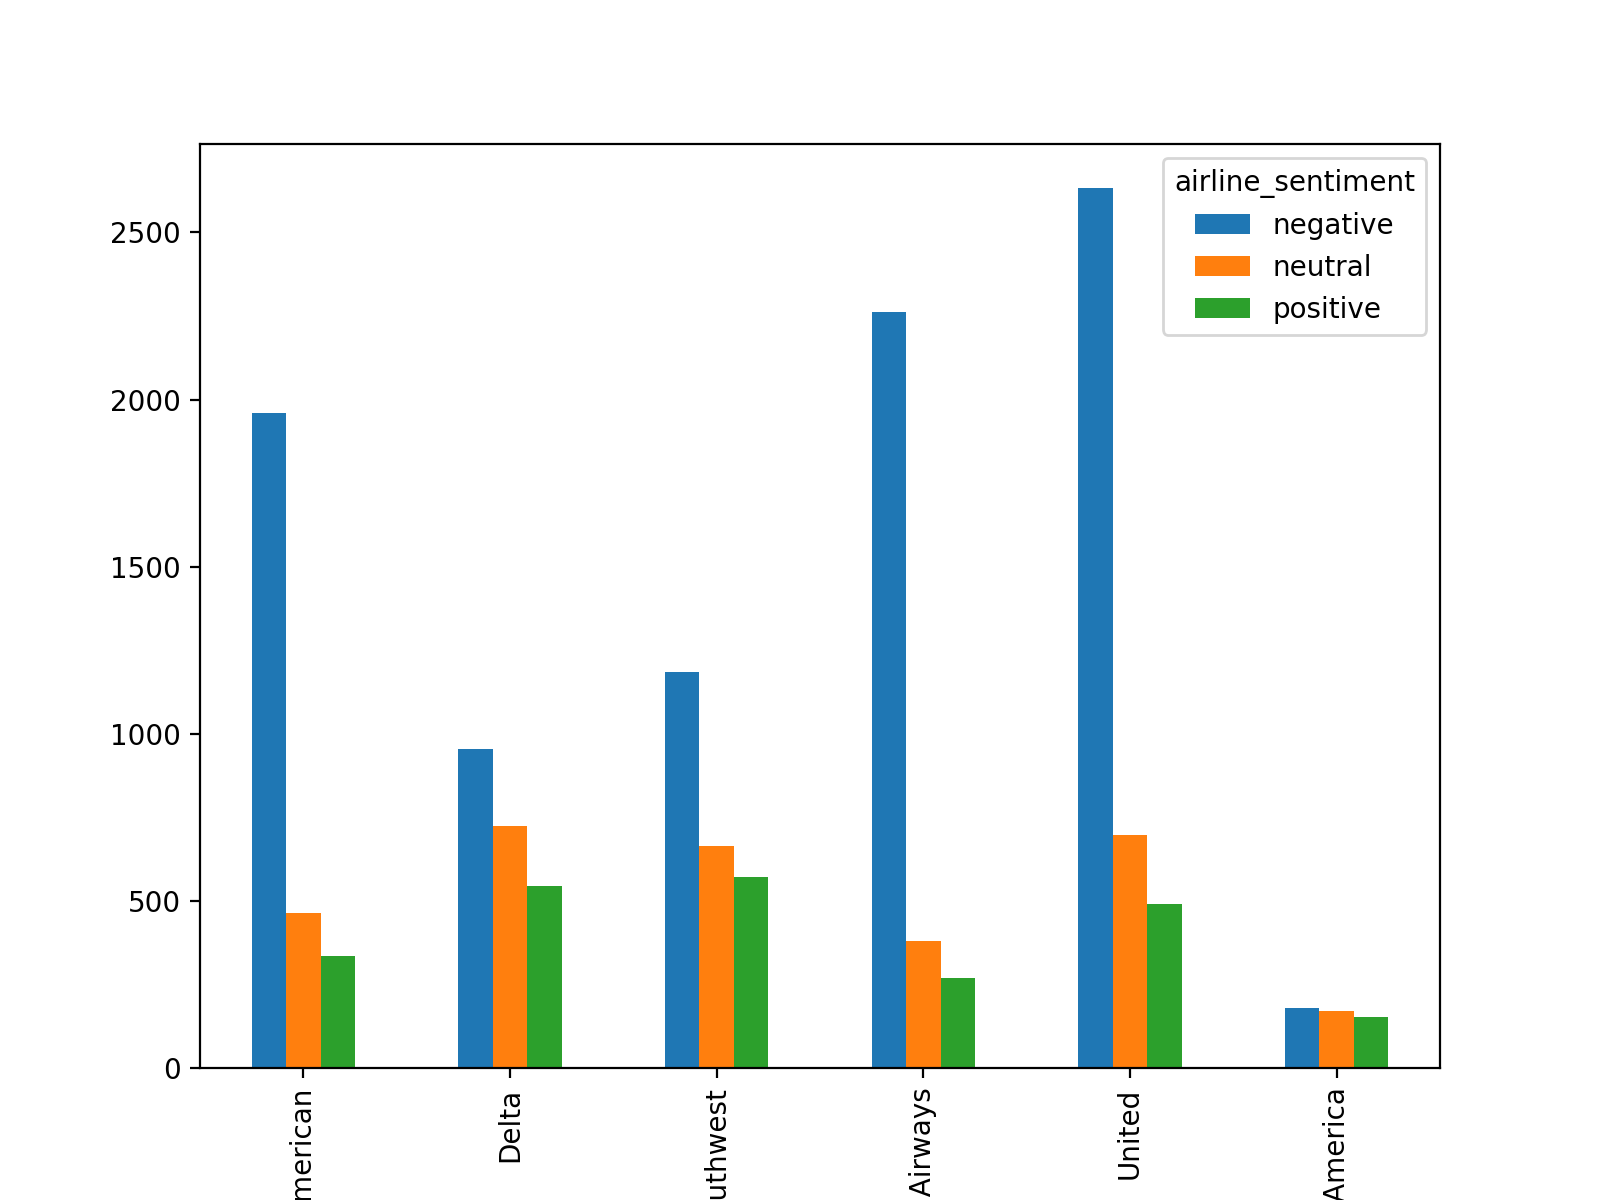 airline_sentiment
negative
neutral
positive
2500
2000
1500
1000
500
0
merican
Delta
uthwest
Airways
United
America